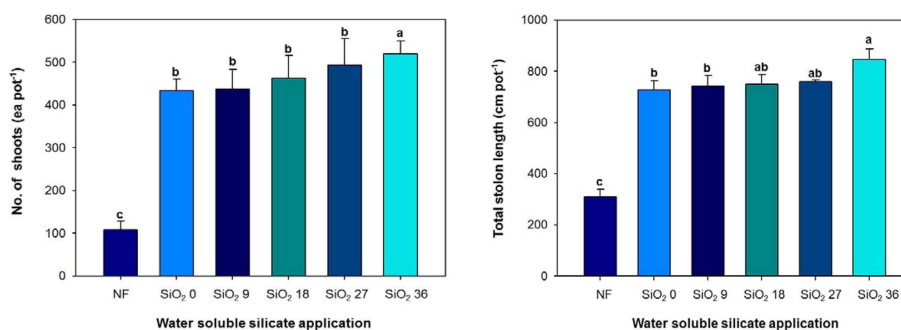 No. of shoots (ea pot⁻¹)
600
500
400
300
200
100
0
c
b
b
b
b
a
NF
SiO₂ 0
SiO₂ 9
SiO₂ 18
SiO₂ 27
SiO₂ 36
Water soluble silicate application
Total stolon length (cm pot⁻¹)
1000
800
600
400
200
0
c
b
b
ab
ab
a
NF
SiO₂ 0
SiO₂ 9
SiO₂ 18
SiO₂ 27
SiO₂ 36
Water soluble silicate application